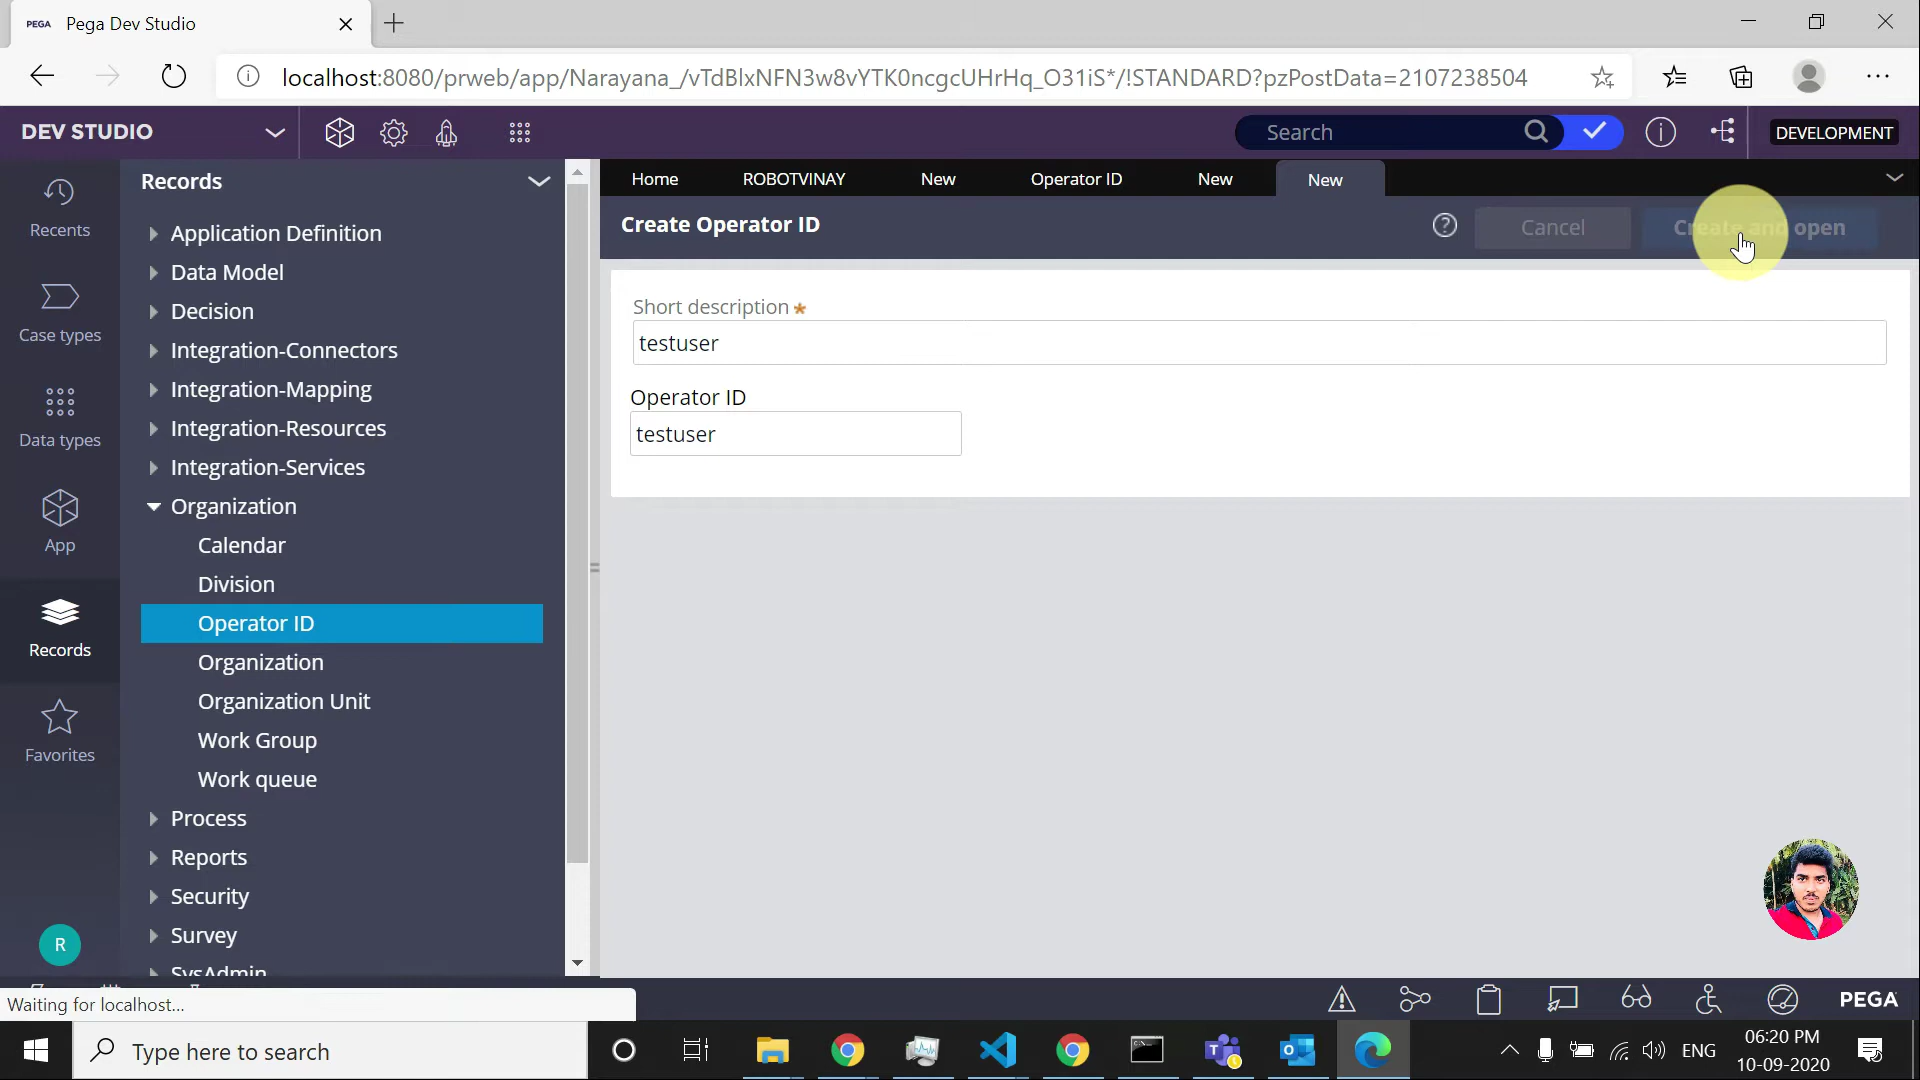 PEGA Pega Dev Studio
localhost:8080/prweb/app/Narayana_/vTdBlxNFN3w8vYTK0ncgcUHrHq_O31iS*/!STANDARD?pzPostData=2107238504
DEV STUDIO
Search
DEVELOPMENT
Recents
Case types
Data types
App
Records
Favorites
R
Records
Application Definition
Data Model
Decision
Integration-Connectors
Integration-Mapping
Integration-Resources
Integration-Services
Organization
Calendar
Division
Operator ID
Organization
Organization Unit
Work Group
Work queue
Process
Reports
Security
Survey
SysAdmin
Home ROBOTVINAY New Operator ID New New
Create Operator ID
Cancel
Create and open
Short description
testuser
Operator ID
testuser
Waiting for localhost...
PEGA
Type here to search
ENG
06:20 PM
10-09-2020